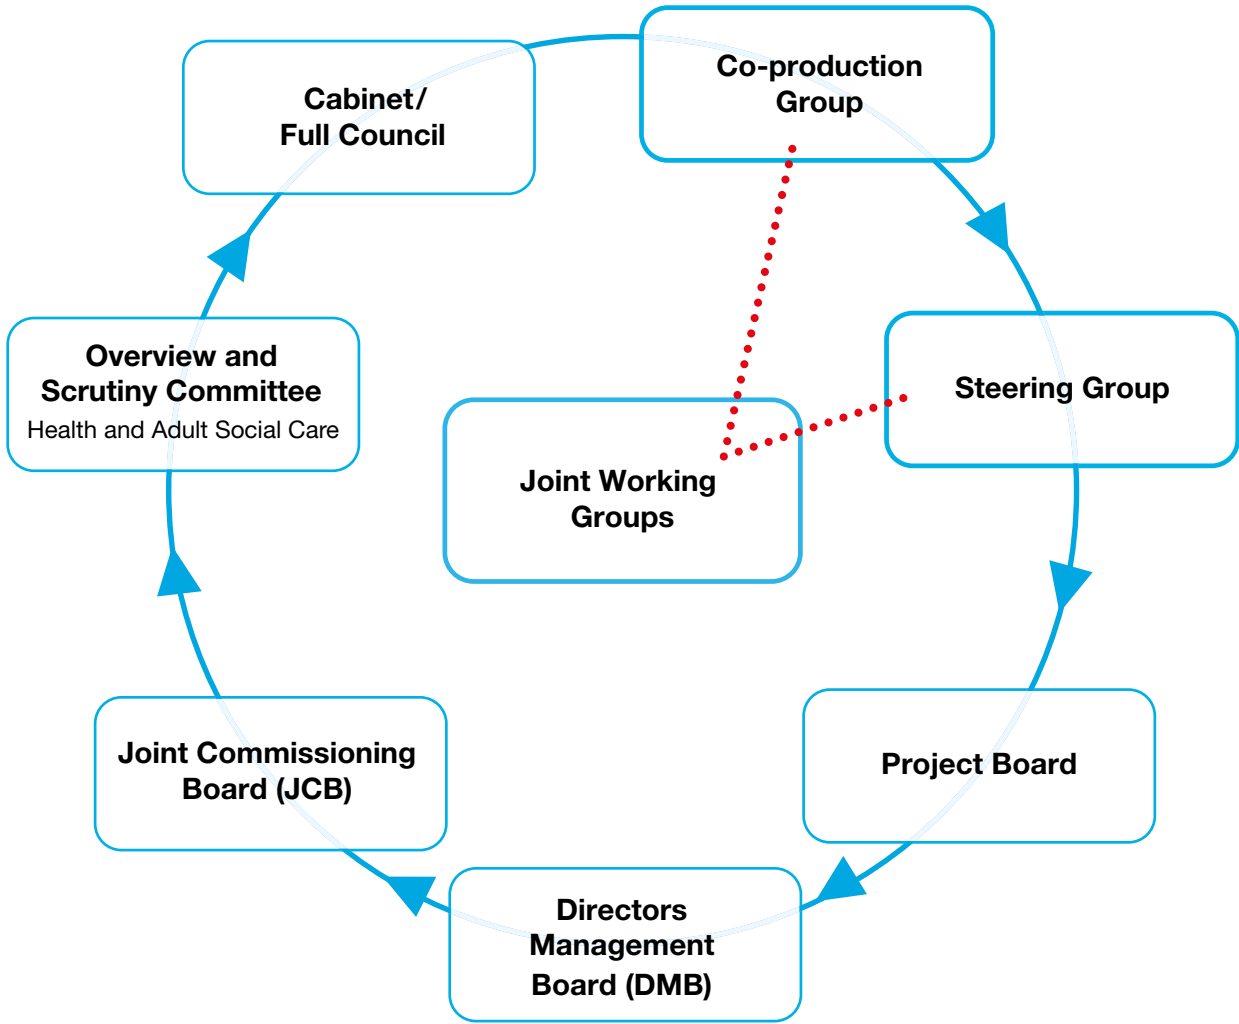 Cabinet/
Full Council
Co-production
Group
Overview and
Scrutiny Committee
Health and Adult Social Care
Steering Group
Joint Working
Groups
Joint Commissioning
Board (JCB)
Project Board
Directors
Management
Board (DMB)